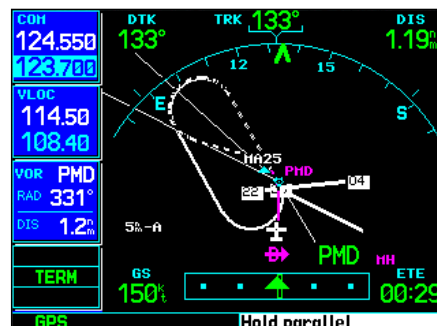 COM
124.550
123.700
VLOC
114.50
108.40
VOR PMD
RAD 331°
DIS 1.2nm
TERM
GPS
DTK
133°
TRK 133°
DIS
1.19nm
12
15
E
S
MA25
PMD
22
04
5nm-A
PMD
MH
GS
150kt
ETE
00:29
Hold parallel